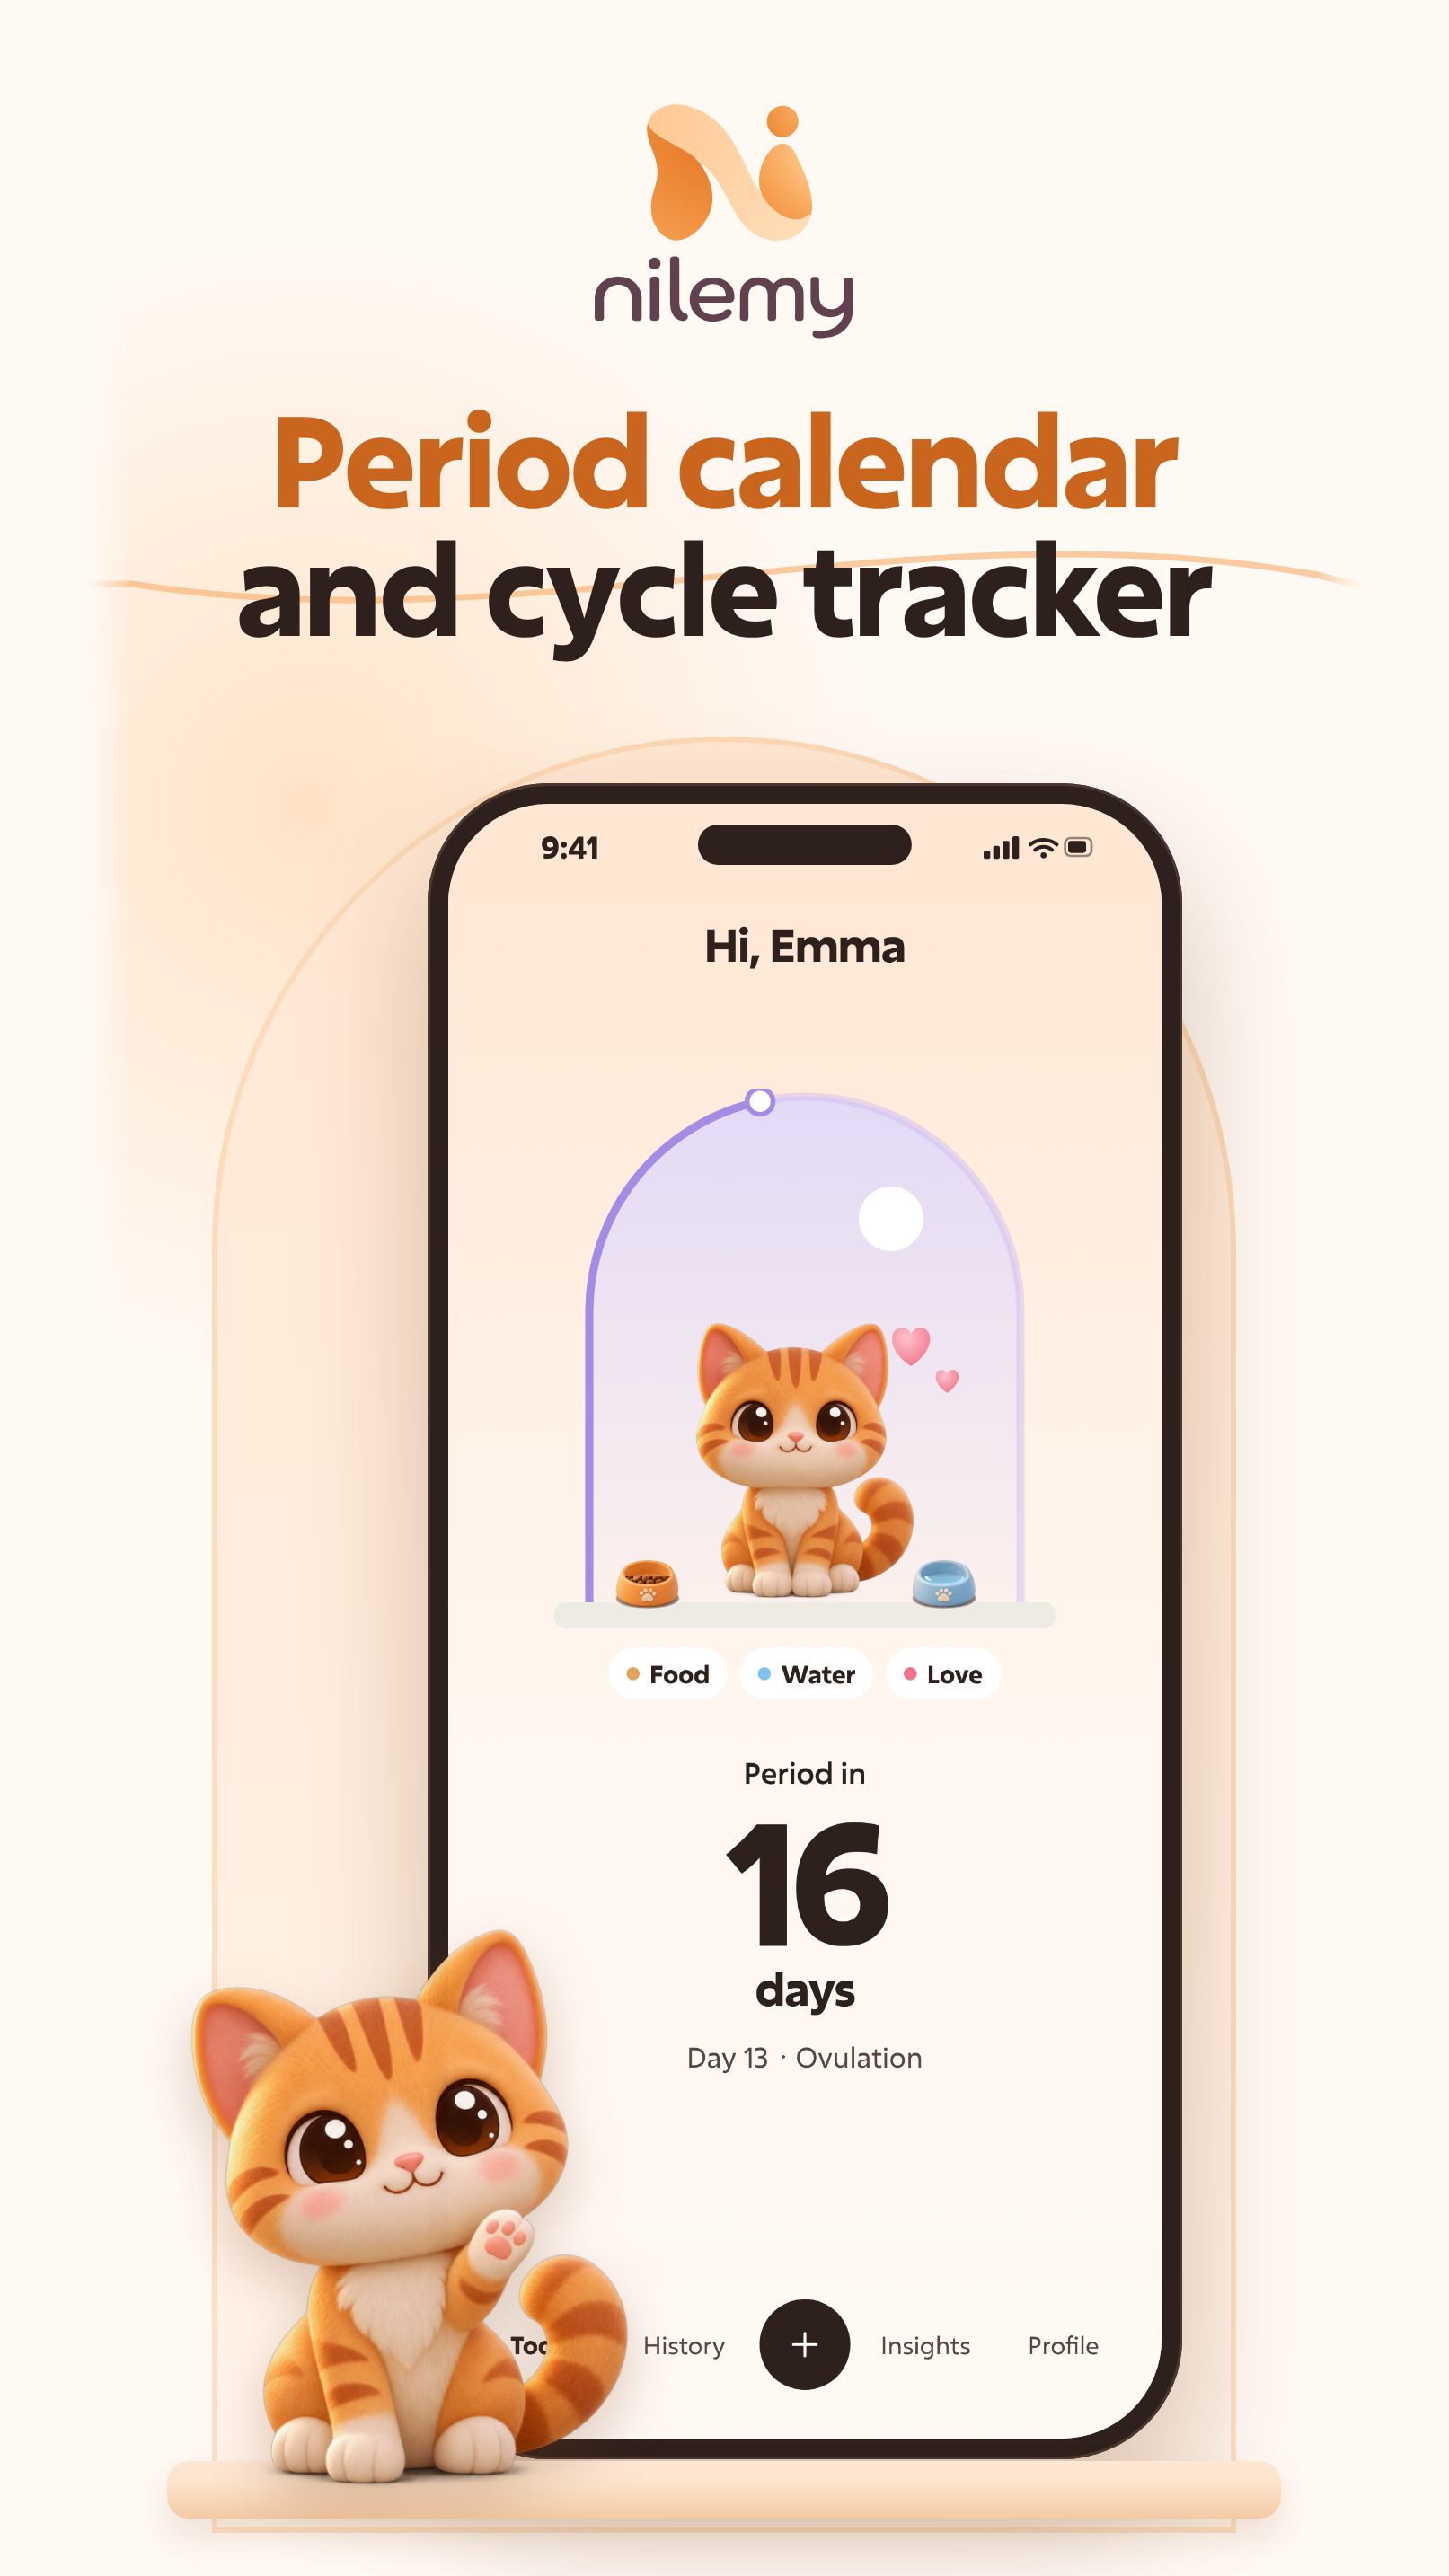 nilemy
Period calendar
and cycle tracker
9:41
Hi, Emma
Food
Water
Love
Period in
16
days
Day 13 · Ovulation
History
+
Insights
Profile